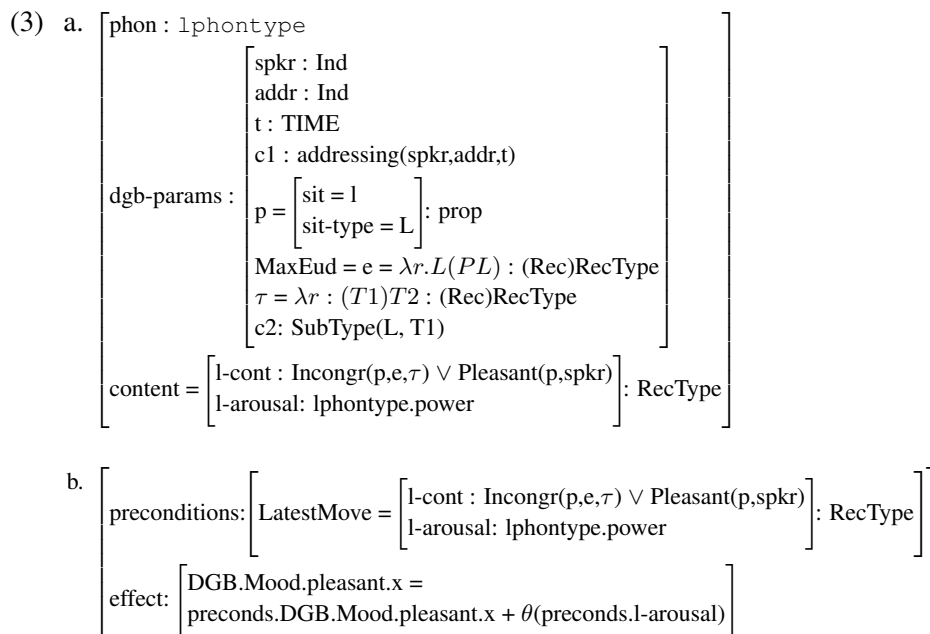 (3) a.
phon : lphontype
spkr : Ind
addr : Ind
t : TIME
c1 : addressing(spkr,addr,t)
dgb-params :
p = [sit = l
sit-type = L] : prop
MaxEud = e = λr.L(PL) : (Rec)RecType
τ = λr : (T1)T2 : (Rec)RecType
c2: SubType(L, T1)
content = [l-cont : Incongr(p,e,τ) ∨ Pleasant(p,spkr)
l-arousal: lphontype.power] : RecType
b.
preconditions: [LatestMove = [l-cont : Incongr(p,e,τ) ∨ Pleasant(p,spkr)
l-arousal: lphontype.power] : RecType]
effect: [DGB.Mood.pleasant.x =
preconds.DGB.Mood.pleasant.x + θ(preconds.l-arousal)]